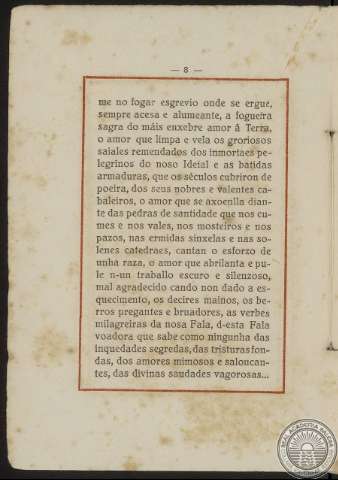 — 8 —
me no fogar esgrevio onde se ergue,
sempre acesa e alumeante, a fogueira
sagra do máis enxebre amor â Terra,
o amor que limpa e vela os groriosos
saiales remendados dos inmortaes pe-
legrinos do noso Ideial e as batidas
armaduras, que os séculos cubriron de
poeira, dos seus nobres e valentes ca-
baleiros, o amor que se axoenlla dian-
te das pedras de santidade que nos cu-
mes e nos vales, nos mosteiros e nos
pazos, nas ermidas sinxelas e nas so-
lenes catedraes, cantan o esforzo de
unha raza, o amor que abrilanta e pu-
le n-un traballo escuro e silenzoso,
mal agradecido cando non dado a es-
quecimento, os decires mainos, os be-
rros pregantes e bruadores, as verbes
milagreiras da nosa Fala, d-esta Fala
voadora que sabe como ningunha das
inquedades segredas, das tristuras fon-
das, dos amores mimosos e saloucan-
tes, das divinas saudades vagorosas...